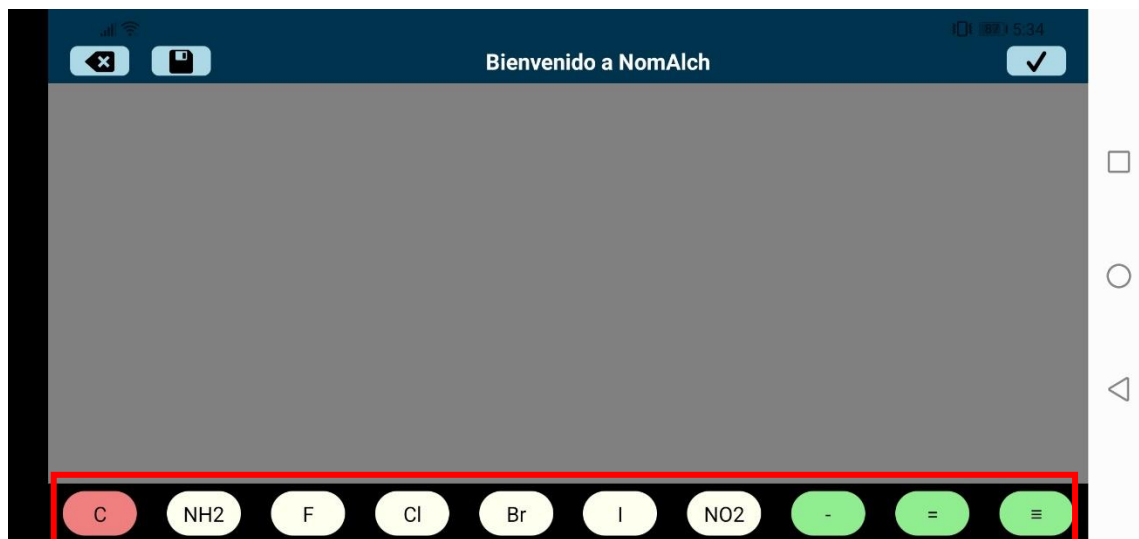 5:34
Bienvenido a NomAlch
C NH2 F Cl Br I NO2 - = ≡